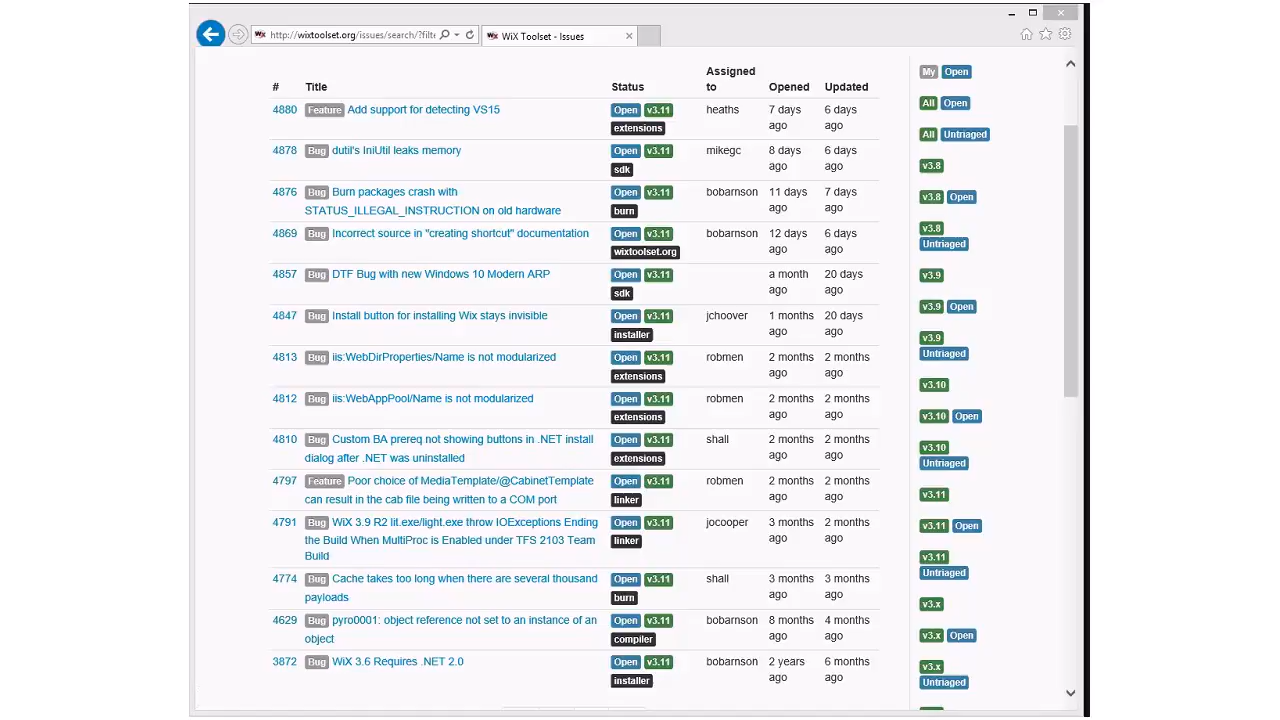 http://wixtoolset.org/issues/search/?filte
WiX Toolset - Issues
# Title Status Assigned to Opened Updated
4880 Feature Add support for detecting VS15 Open v3.11 heaths 7 days 6 days
extensions ago ago
4878 Bug dutil's IniUtil leaks memory Open v3.11 mikegc 8 days 6 days
sdk ago ago
4876 Bug Burn packages crash with Open v3.11 bobarnson 11 days 7 days
STATUS_ILLEGAL_INSTRUCTION on old hardware burn ago ago
4869 Bug Incorrect source in "creating shortcut" documentation Open v3.11 bobarnson 12 days 6 days
wixtoolset.org ago ago
4857 Bug DTF Bug with new Windows 10 Modern ARP Open v3.11 a month 20 days
sdk ago ago
4847 Bug Install button for installing Wix stays invisible Open v3.11 jchoover 1 months 20 days
installer ago ago
4813 Bug iis:WebDirProperties/Name is not modularized Open v3.11 robmen 2 months 2 months
extensions ago ago
4812 Bug iis:WebAppPool/Name is not modularized Open v3.11 robmen 2 months 2 months
extensions ago ago
4810 Bug Custom BA prereq not showing buttons in .NET install Open v3.11 shall 2 months 2 months
dialog after .NET was uninstalled extensions ago ago
4797 Feature Poor choice of MediaTemplate/@CabinetTemplate Open v3.11 robmen 2 months 2 months
can result in the cab file being written to a COM port linker ago ago
4791 Bug WiX 3.9 R2 lit.exe/light.exe throw IOExceptions Ending Open v3.11 jocooper 3 months 2 months
the Build When MultiProc is Enabled under TFS 2103 Team linker ago ago
Build
4774 Bug Cache takes too long when there are several thousand Open v3.11 shall 3 months 3 months
payloads burn ago ago
4629 Bug pyro0001: object reference not set to an instance of an Open v3.11 bobarnson 8 months 4 months
object compiler ago ago
3872 Bug WiX 3.6 Requires .NET 2.0 Open v3.11 bobarnson 2 years 6 months
installer ago ago
My Open
All Open
All Untriaged
v3.8
v3.8 Open
v3.8
Untriaged
v3.9
v3.9 Open
v3.9
Untriaged
v3.10
v3.10 Open
v3.10
Untriaged
v3.11
v3.11 Open
v3.11
Untriaged
v3.x
v3.x Open
v3.x
Untriaged